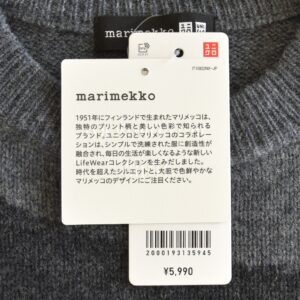 marimekko
ユニ
クロ
marimekko
1951年にフィンランドで生まれたマリメッコは、
独特のプリント柄と美しい色彩で知られる
ブランド。ユニクロとマリメッコのコラボレー
ションは、シンプルで洗練された服に創造性が
融合され、毎日の生活が楽しくなるような新しい
LifeWearコレクションを生みだしました。
時代を超えたシルエットと、大胆で色鮮やかな
マリメッコのデザインにご注目ください。
2000193135945
¥5,990